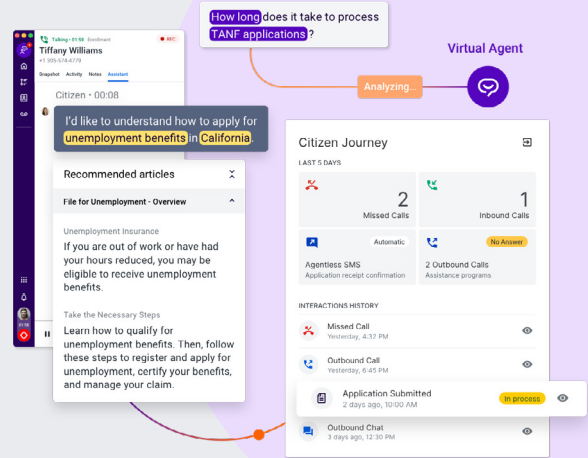 How long does it take to process
TANF applications ?
Virtual Agent
Analyzing...
Talking • 01:58 Enrollment
REC
Tiffany Williams
+1 905-574-4779
Snapshot Activity Notes Assistant
Citizen • 00:08
I'd like to understand how to apply for
unemployment benefits in California.
Recommended articles
File for Unemployment - Overview
Unemployment Insurance
If you are out of work or have had
your hours reduced, you may be
eligible to receive unemployment
benefits.
Take the Necessary Steps
Learn how to qualify for
unemployment benefits. Then, follow
these steps to register and apply for
unemployment, certify your benefits,
and manage your claim.
01:58
Citizen Journey
LAST 5 DAYS
2
Missed Calls
1
Inbound Calls
Automatic
Agentless SMS
Application receipt confirmation
No Answer
2 Outbound Calls
Assistance programs
INTERACTIONS HISTORY
Missed Call
Yesterday, 4:32 PM
Outbound Call
Yesterday, 6:45 PM
Application Submitted
2 days ago, 10:00 AM
In process
Outbound Chat
3 days ago, 12:30 PM